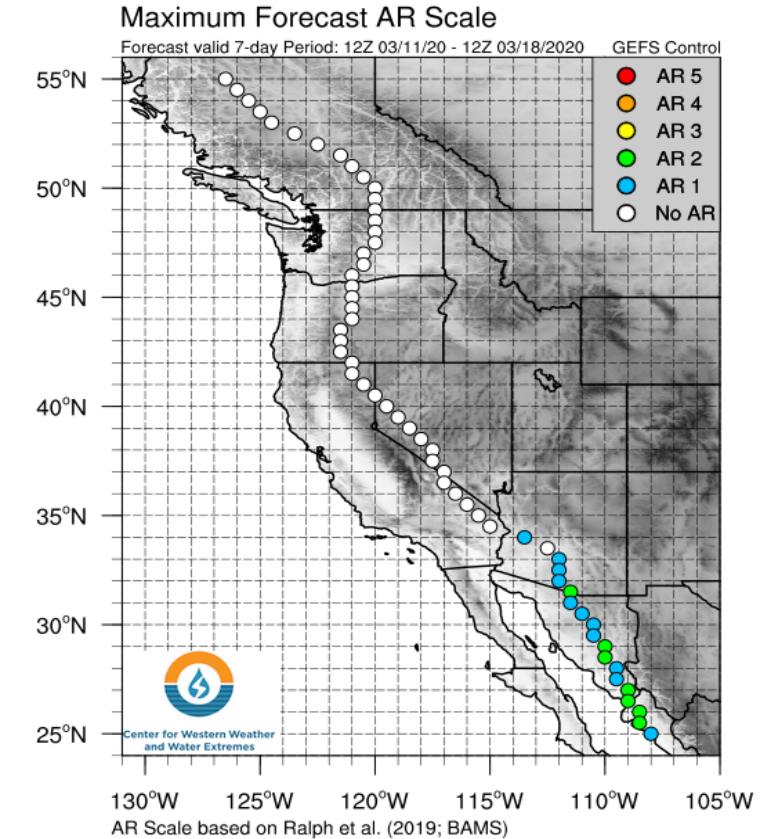 Maximum Forecast AR Scale
Forecast valid 7-day Period: 12Z 03/11/20 - 12Z 03/18/2020 GEFS Control
55°N
50°N
45°N
40°N
35°N
30°N
25°N
AR 5
AR 4
AR 3
AR 2
AR 1
No AR
Center for Western Weather
and Water Extremes
130°W 125°W 120°W 115°W 110°W 105°W
AR Scale based on Ralph et al. (2019; BAMS)